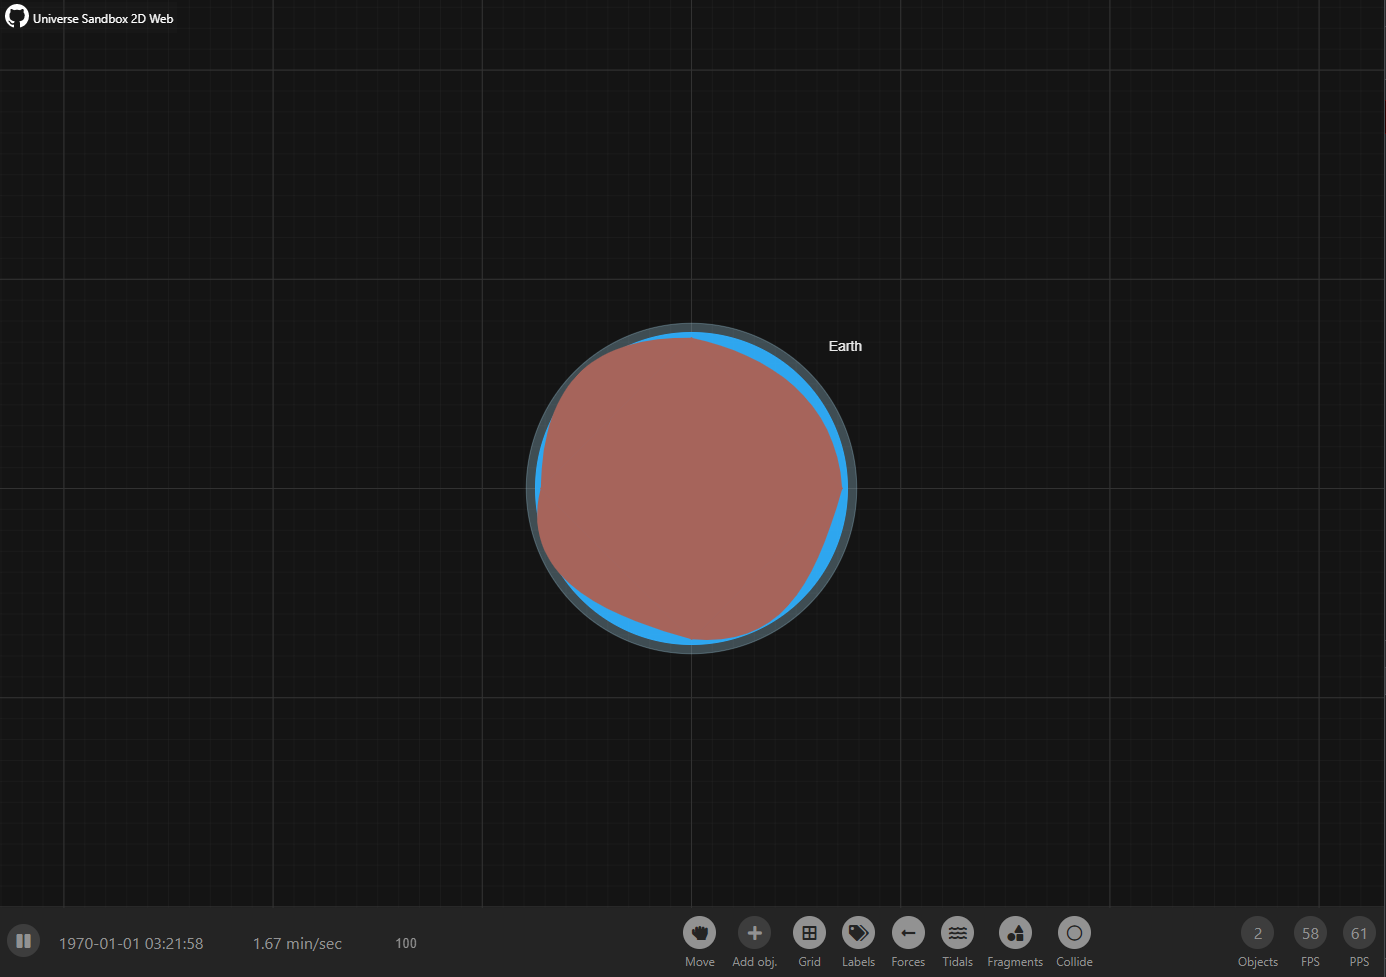 Universe Sandbox 2D Web
Earth
1970-01-01 03:21:58
1.67 min/sec
100
Move
Add obj.
Grid
Labels
Forces
Tidals
Fragments
Collide
2
Objects
58
FPS
61
PPS